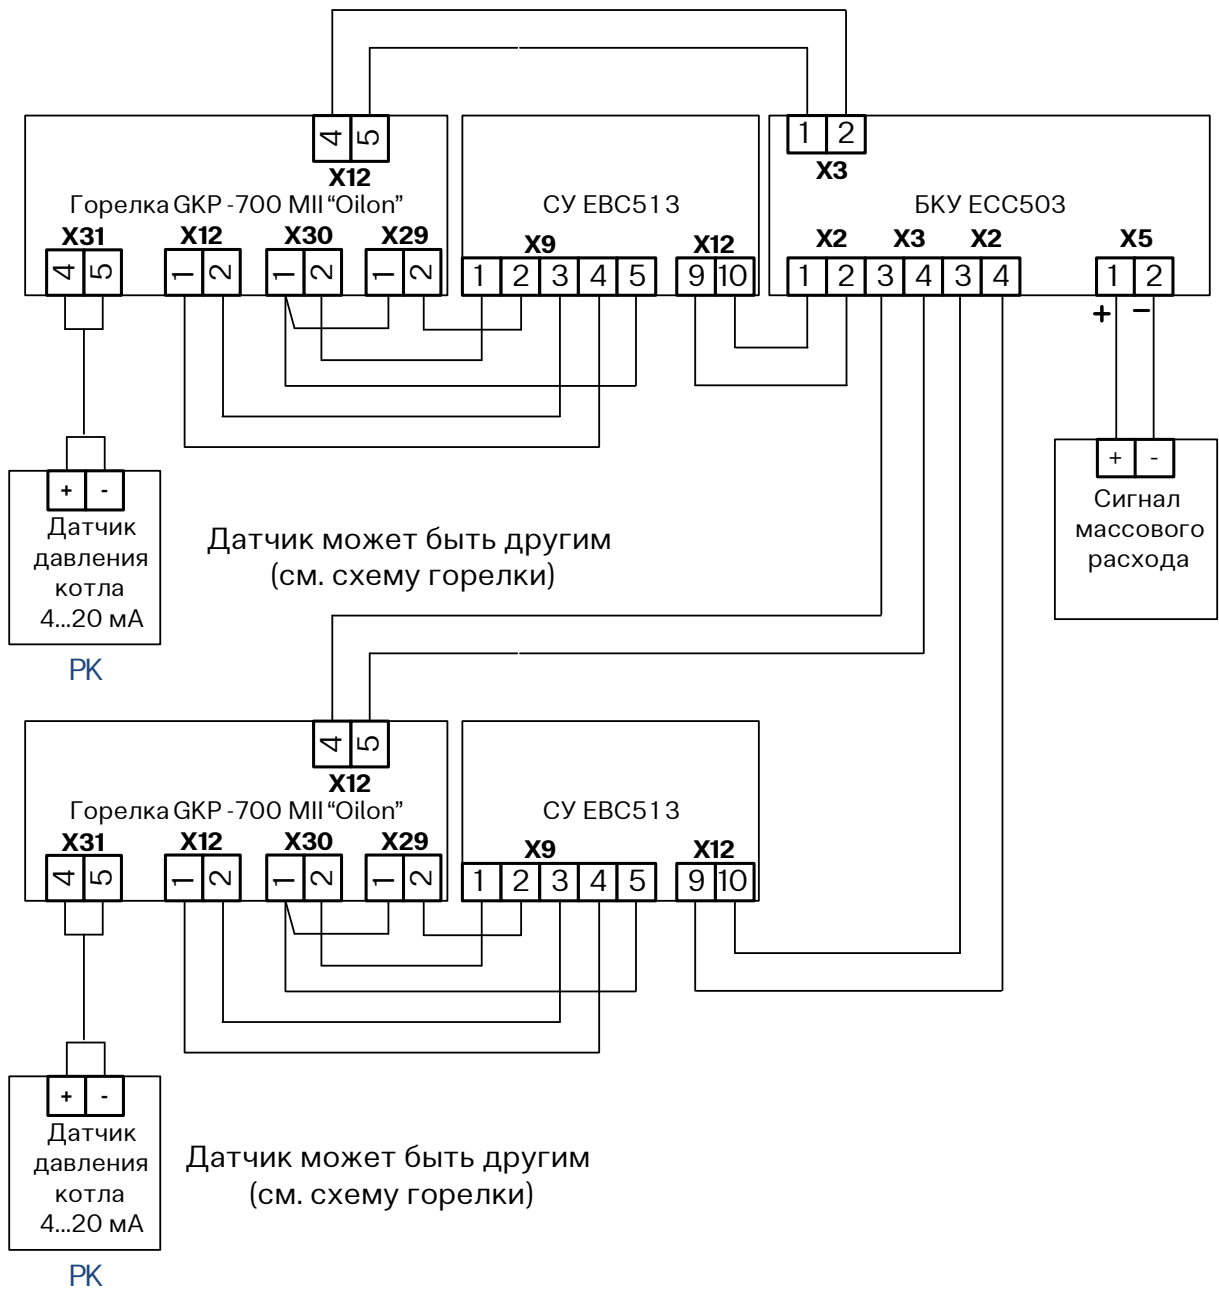 4 5
X12
1 2
X3
Горелка GKP -700 MII “Oilon”
СУ EBC513
БКУ ECC503
X31 X12 X30 X29
4 5 1 2 1 2 1 2
X9 X12
1 2 3 4 5 9 10
X2 X3 X2 X5
1 2 3 4 3 4 1 2
+ −
+ -
Датчик
давления
котла
4...20 мА
РК
Датчик может быть другим
(см. схему горелки)
+ -
Сигнал
массового
расхода
4 5
X12
Горелка GKP -700 MII “Oilon”
СУ EBC513
X31 X12 X30 X29
4 5 1 2 1 2 1 2
X9 X12
1 2 3 4 5 9 10
+ -
Датчик
давления
котла
4...20 мА
РК
Датчик может быть другим
(см. схему горелки)